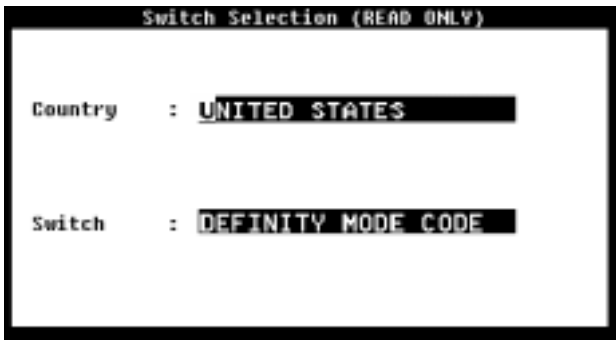 Switch Selection (READ ONLY)
Country : UNITED STATES
Switch : DEFINITY MODE CODE